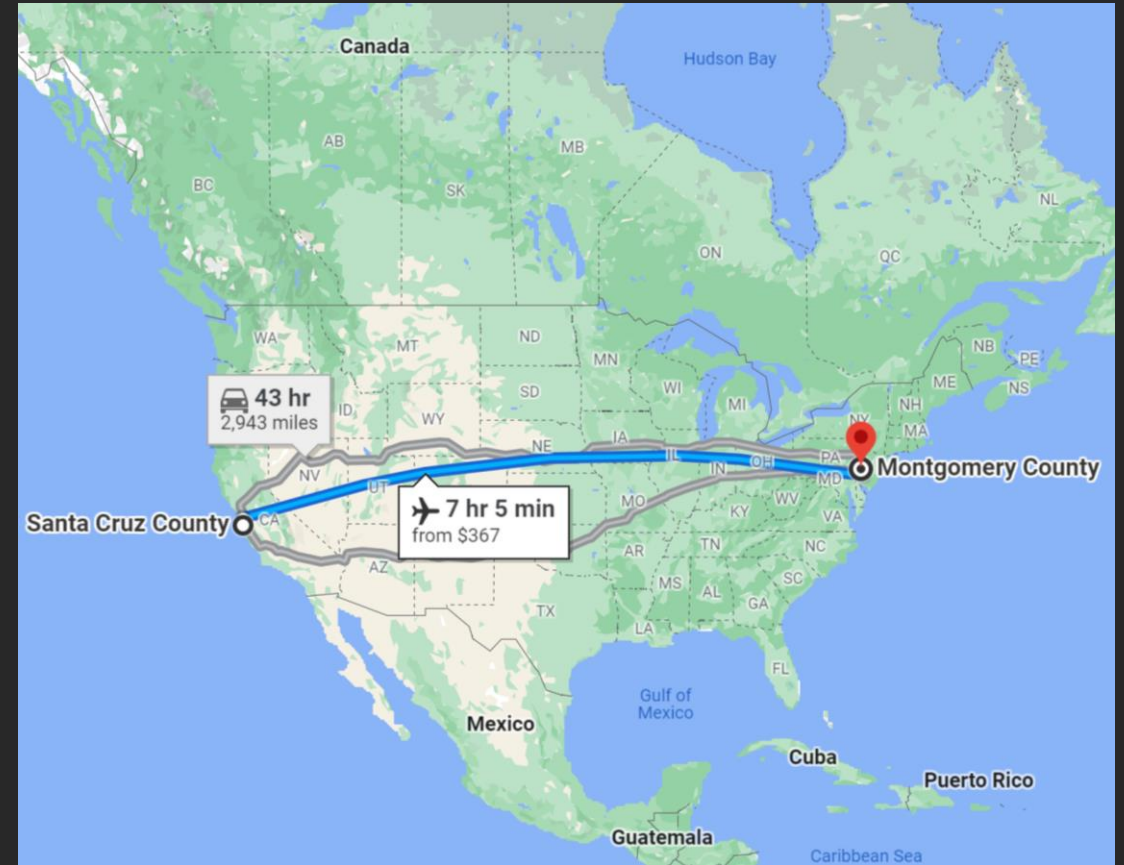 Canada
Hudson Bay
AB
MB
BC
SK
NL
ON
QC
WA
ND
MT
MN
NB
PE
ID
SD
WI
ME
NS
43 hr
2,943 miles
WY
MI
NH
NY
MA
IA
NE
NV
UT
IL
IN
OH
PA
MD
Montgomery County
Santa Cruz County
CA
7 hr 5 min
from $367
MO
WV
KY
VA
AZ
AR
TN
NC
MS
AL
SC
GA
TX
LA
FL
Gulf of
Mexico
Mexico
Cuba
Puerto Rico
Guatemala
Caribbean Sea